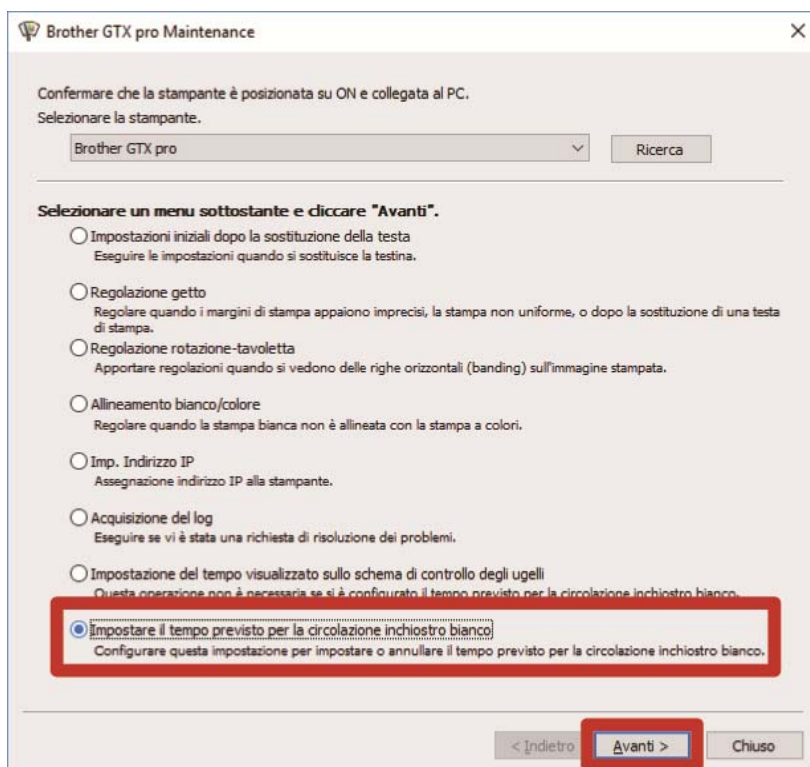 Brother GTX pro Maintenance
Confermare che la stampante è posizionata su ON e collegata al PC.
Selezionare la stampante.
Brother GTX pro
Ricerca
Selezionare un menu sottostante e cliccare "Avanti".
Impostazioni iniziali dopo la sostituzione della testa
Eseguire le impostazioni quando si sostituisce la testina.
Regolazione getto
Regolare quando i margini di stampa appaiono imprecisi, la stampa non uniforme, o dopo la sostituzione di una testa
di stampa.
Regolazione rotazione-tavoletta
Apportare regolazioni quando si vedono delle righe orizzontali (banding) sull'immagine stampata.
Allineamento bianco/colore
Regolare quando la stampa bianca non è allineata con la stampa a colori.
Imp. Indirizzo IP
Assegnazione indirizzo IP alla stampante.
Acquisizione del log
Eseguire se vi è stata una richiesta di risoluzione dei problemi.
Impostazione del tempo visualizzato sullo schema di controllo degli ugelli
Questa operazione non è necessaria se si è configurato il tempo previsto per la circolazione inchiostro bianco.
Impostare il tempo previsto per la circolazione inchiostro bianco
Configurare questa impostazione per impostare o annullare il tempo previsto per la circolazione inchiostro bianco.
< Indietro
Avanti >
Chiuso